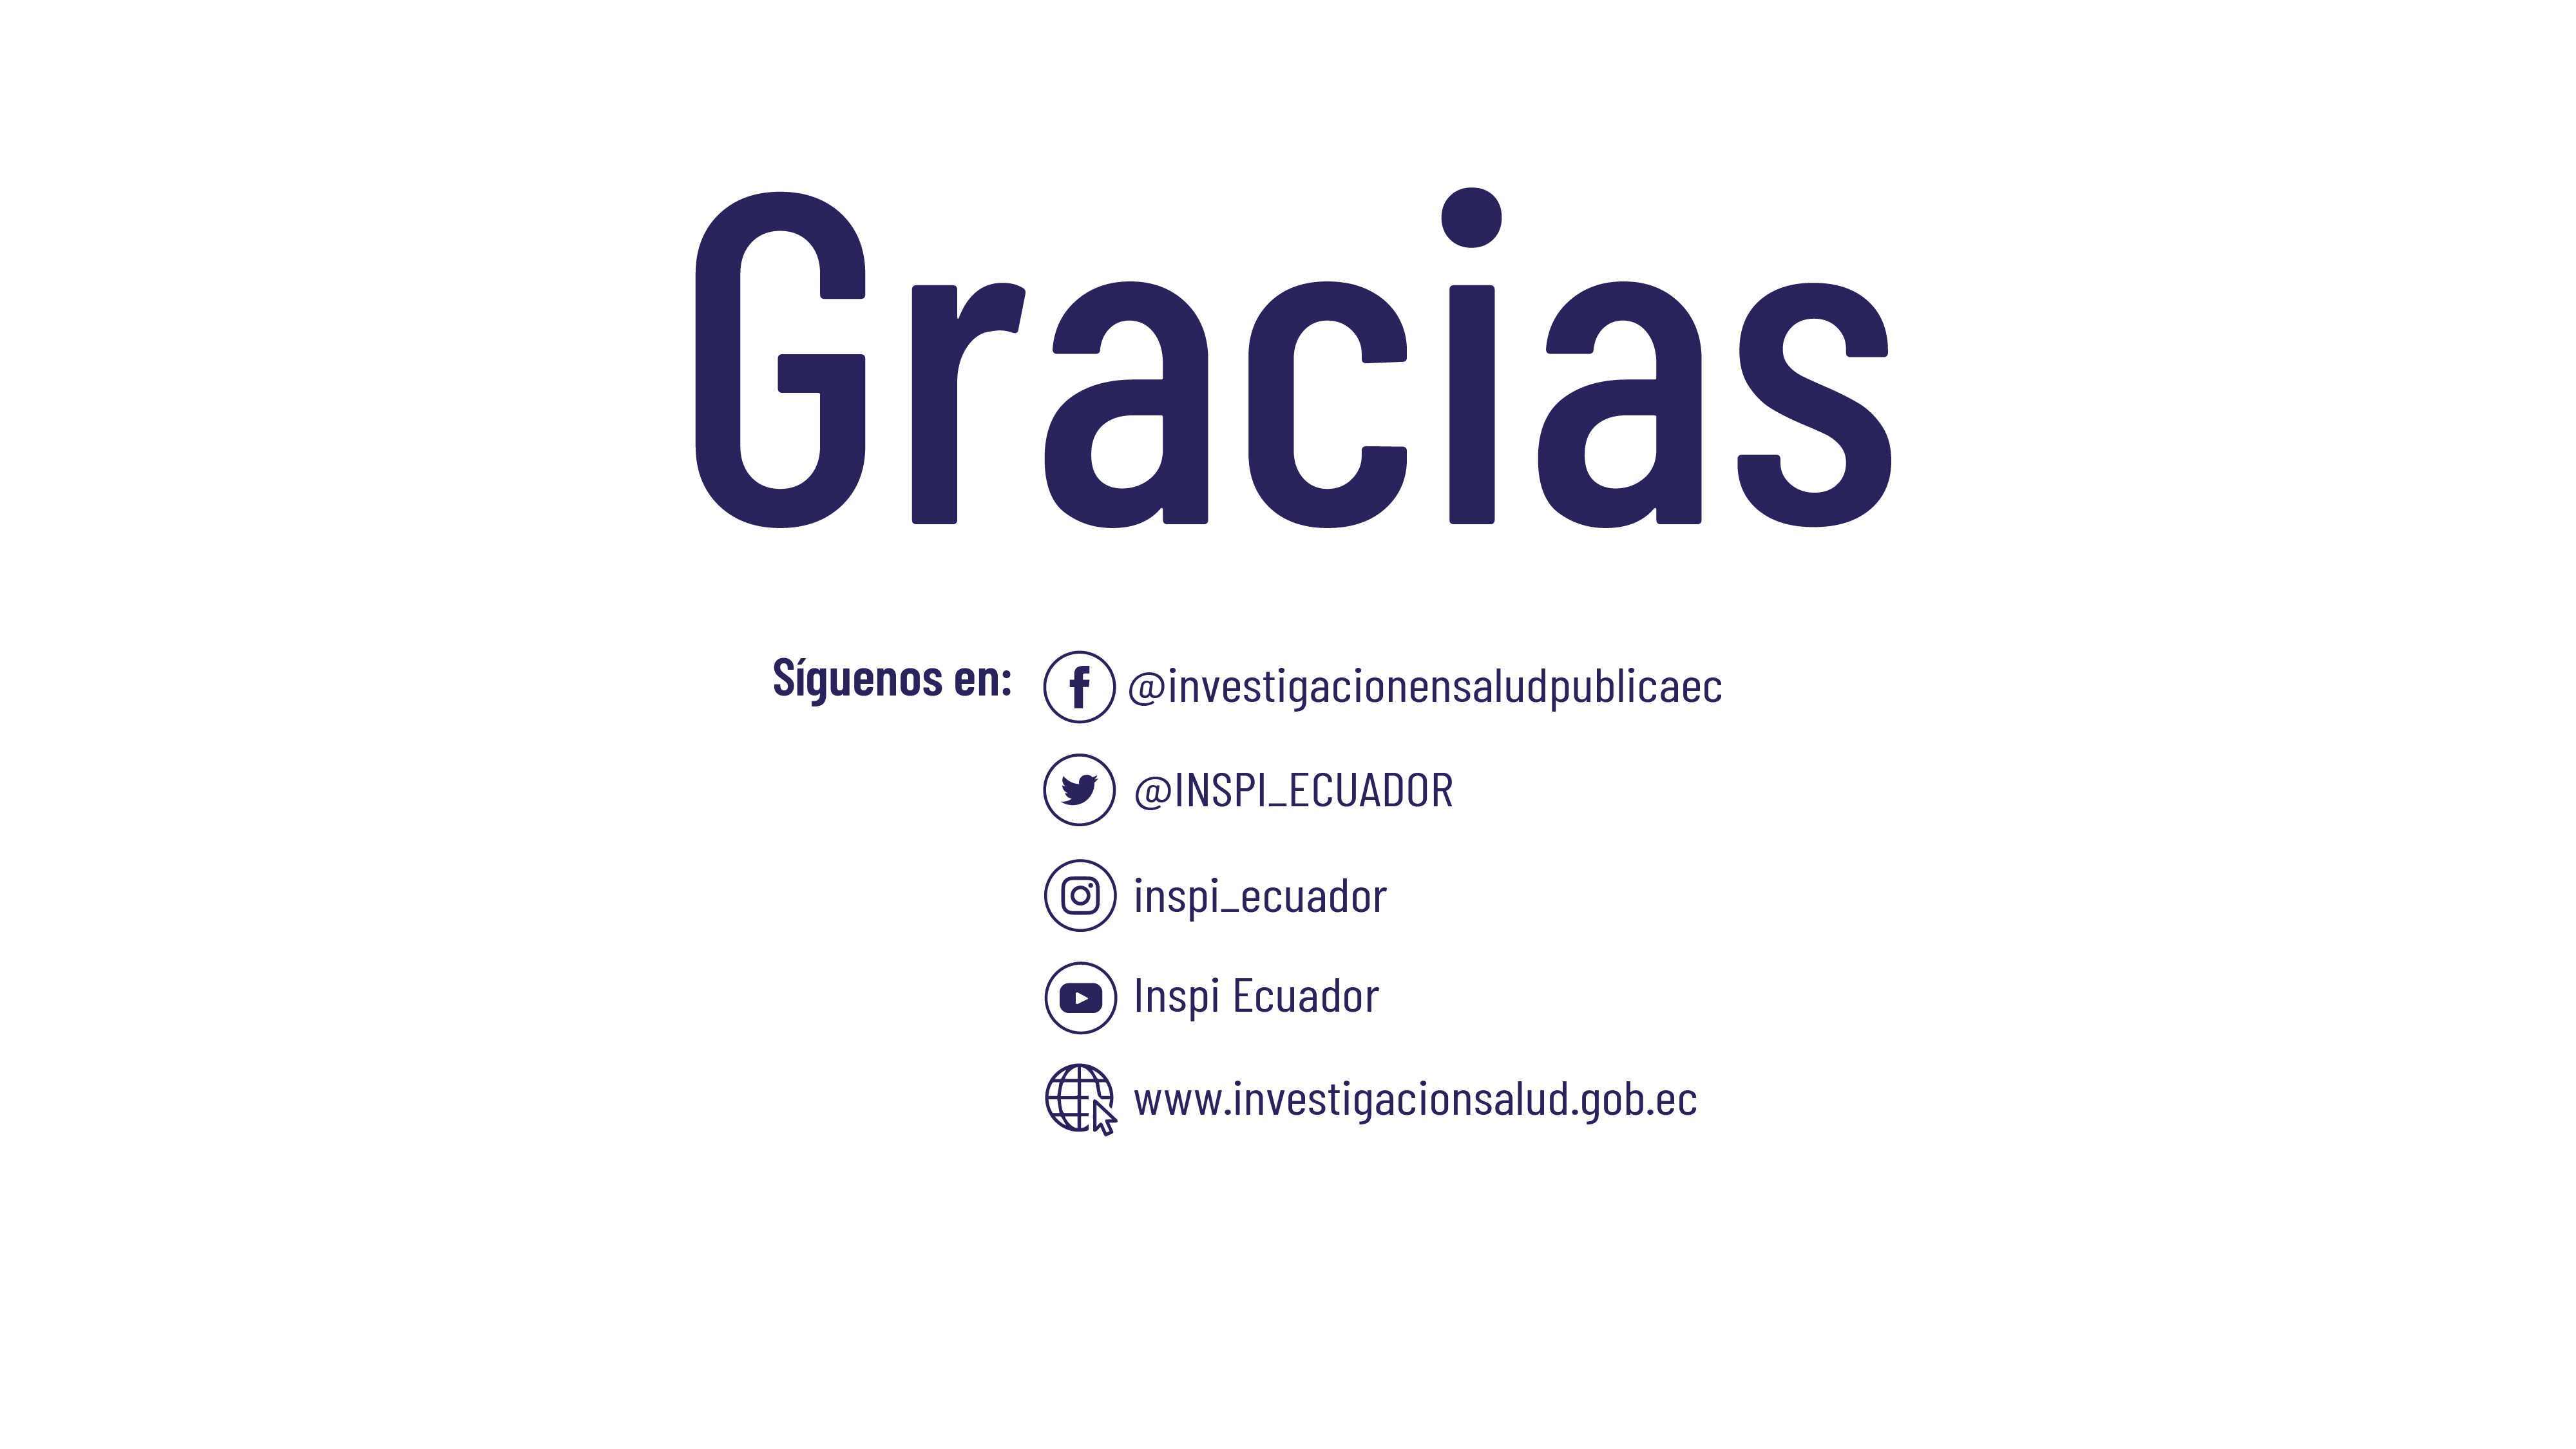 Gracias
Síguenos en: @investigacionensaludpublicaec
@INSPI_ECUADOR
inspi_ecuador
Inspi Ecuador
www.investigacionsalud.gob.ec